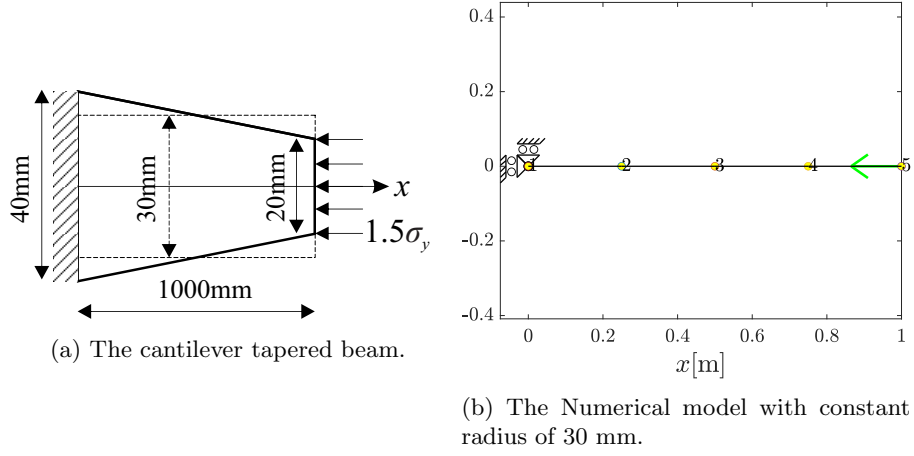 40mm
30mm
20mm
x
1.5σy
1000mm
(a) The cantilever tapered beam.
0.4
0.2
0
-0.2
-0.4
1 2 3 4 5
0 0.2 0.4 0.6 0.8 1
x[m]
(b) The Numerical model with constant
radius of 30 mm.